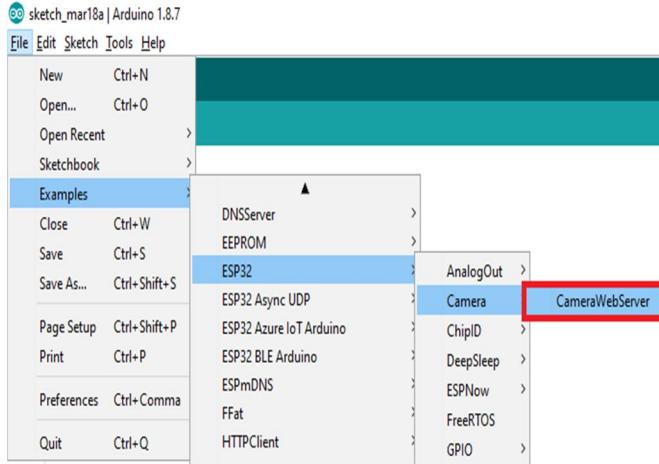 sketch_mar18a | Arduino 1.8.7
File Edit Sketch Tools Help
New Ctrl+N
Open... Ctrl+O
Open Recent
Sketchbook
Examples
Close Ctrl+W
Save Ctrl+S
Save As... Ctrl+Shift+S
Page Setup Ctrl+Shift+P
Print Ctrl+P
Preferences Ctrl+Comma
Quit Ctrl+Q
DNSServer
EEPROM
ESP32
ESP32 Async UDP
ESP32 Azure IoT Arduino
ESP32 BLE Arduino
ESPmDNS
FFat
HTTPClient
AnalogOut
Camera
ChipID
DeepSleep
ESPNow
FreeRTOS
GPIO
CameraWebServer